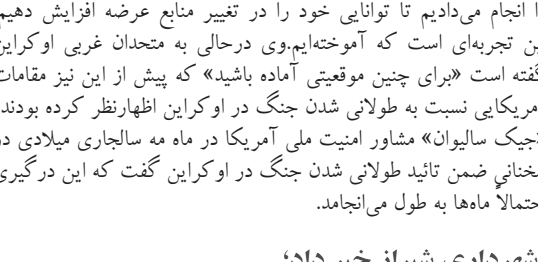 را انجام می‌دادیم تا توانایی خود را در تغییر منابع عرضه افزایش دهیم
این تجربه‌ای است که آموخته‌ایم.وی درحالی به متحدان غربی اوکراین
گفته است «برای چنین موقعیتی آماده باشید» که پیش از این نیز مقامات
آمریکایی نسبت به طولانی شدن جنگ در اوکراین اظهارنظر کرده بودند.
«جیک سالیوان» مشاور امنیت ملی آمریکا در ماه مه سالجاری میلادی در
سخنانی ضمن تائید طولانی شدن جنگ در اوکراین گفت که این درگیری
احتمالاً ماه‌ها به طول می‌انجامد.
شهرداری شیراز خبر داد؛